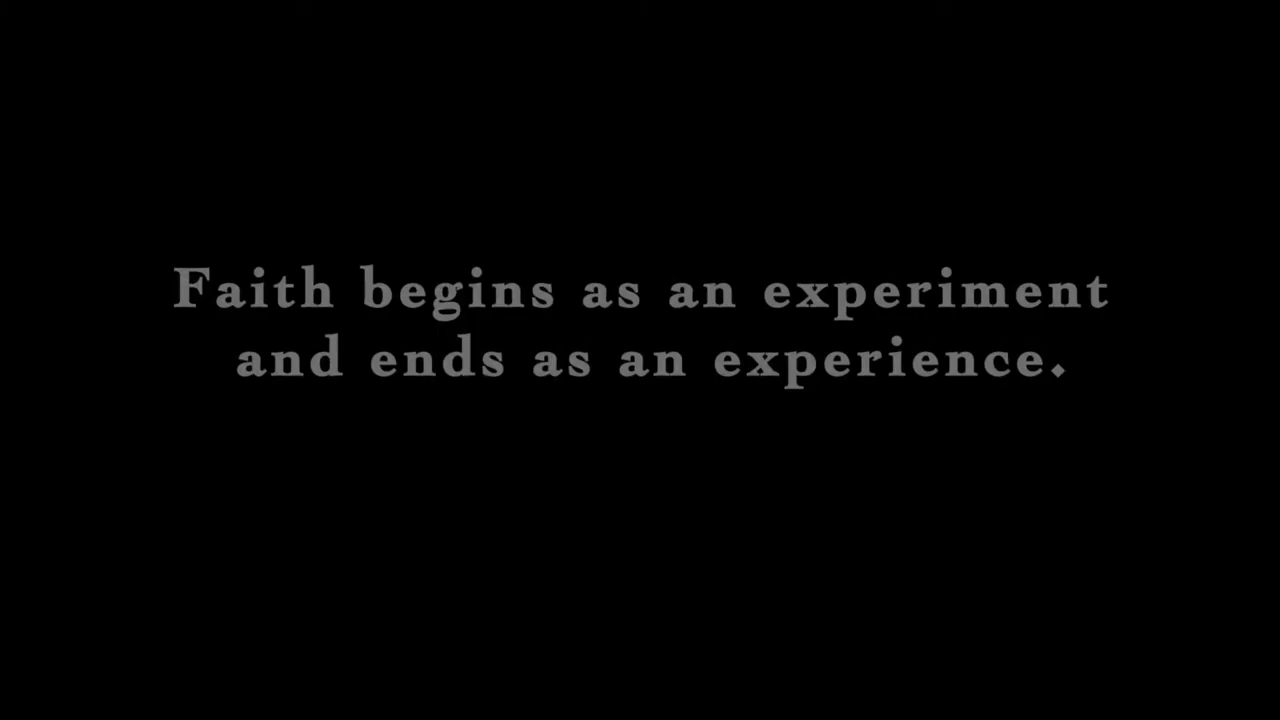 Faith begins as an experiment
and ends as an experience.